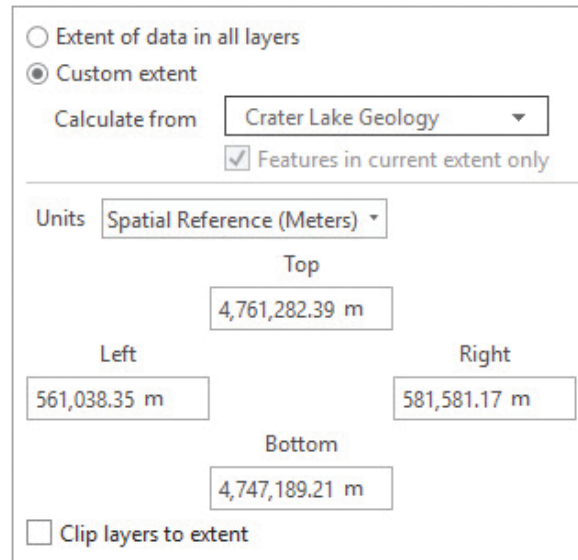 Extent of data in all layers
Custom extent
Calculate from Crater Lake Geology
Features in current extent only
Units Spatial Reference (Meters)
Top
4,761,282.39 m
Left Right
561,038.35 m 581,581.17 m
Bottom
4,747,189.21 m
Clip layers to extent